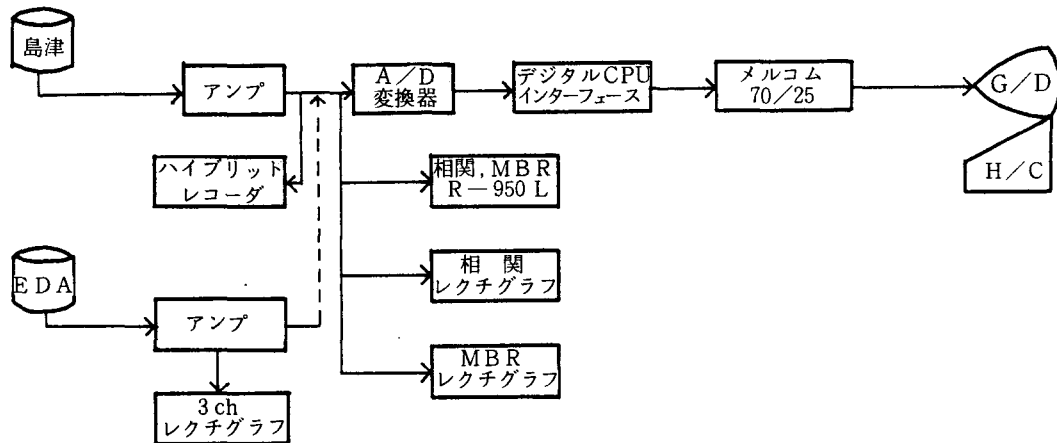 島津
アンプ
A/D
変換器
デジタルCPU
インターフェース
メルコム
70/25
G/D
H/C
ハイブリット
レコーダ
相関,MBR
R-950L
EDA
アンプ
相関
レクチグラフ
MBR
レクチグラフ
3ch
レクチグラフ